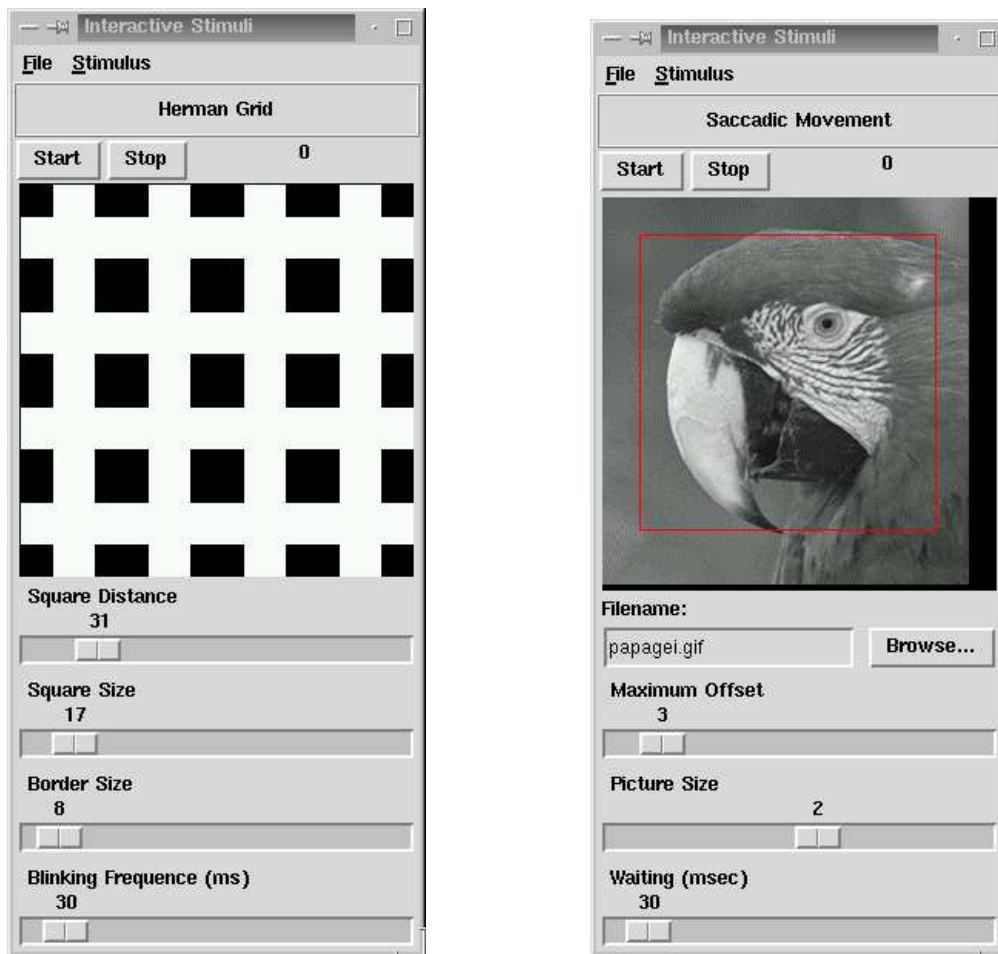 Interactive Stimuli
File Stimulus
Herman Grid
Start Stop 0
Square Distance
31
Square Size
17
Border Size
8
Blinking Frequence (ms)
30
Interactive Stimuli
File Stimulus
Saccadic Movement
Start Stop 0
Filename:
papagei.gif Browse...
Maximum Offset
3
Picture Size
2
Waiting (msec)
30